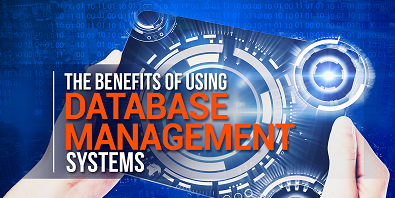 THE BENEFITS OF USING
DATABASE
MANAGEMENT
SYSTEMS